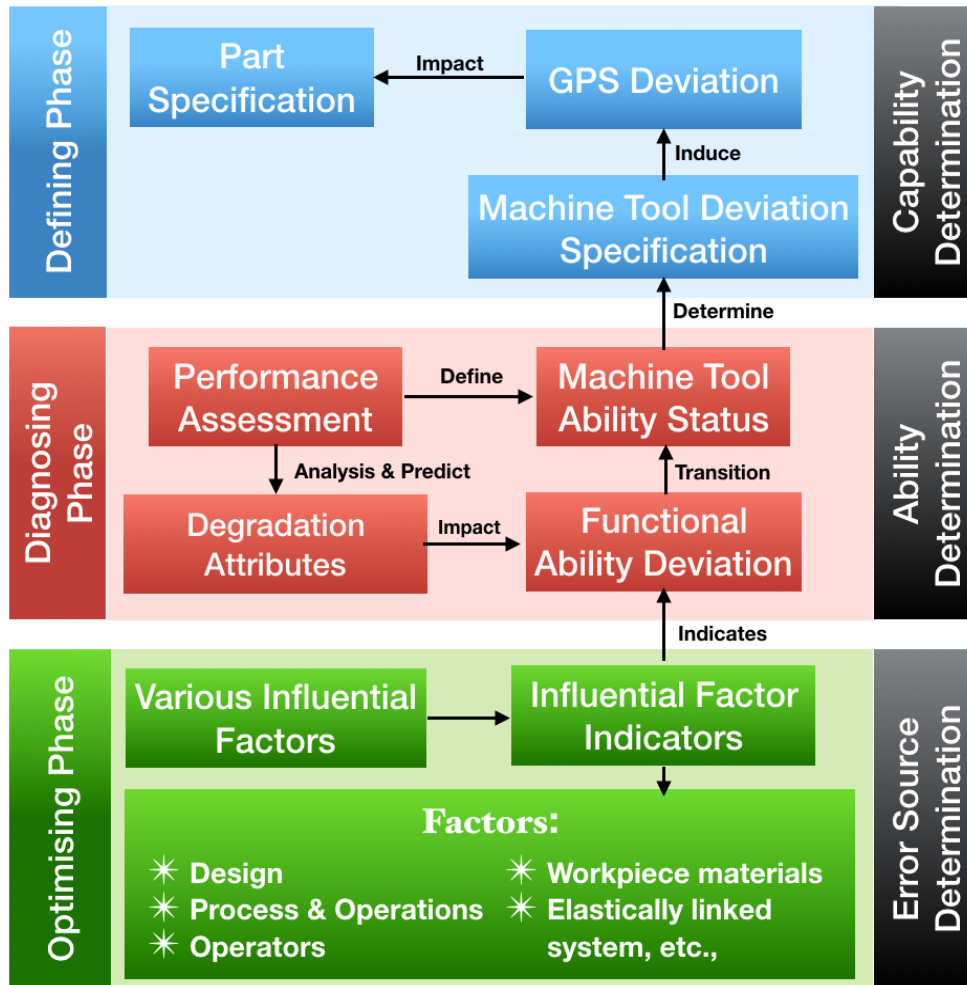 Defining Phase
Part
Specification
Impact
GPS Deviation
Induce
Machine Tool Deviation
Specification
Capability
Determination
Determine
Diagnosing
Phase
Performance
Assessment
Define
Machine Tool
Ability Status
Analysis & Predict
Transition
Degradation
Attributes
Impact
Functional
Ability Deviation
Ability
Determination
Indicates
Optimising Phase
Various Influential
Factors
Influential Factor
Indicators
Factors:
✴ Design
✴ Process & Operations
✴ Operators
✴ Workpiece materials
✴ Elastically linked
system, etc.,
Error Source
Determination